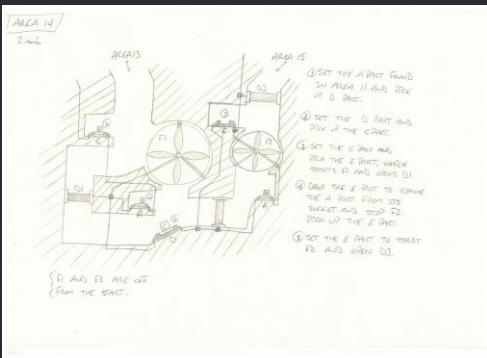 AREA 14
2 min
AREA 13
AREA 15
D3
F1
F2
D1
① SET THE A PART FOUND
IN AREA 11 AND PICK
UP D PART.
② SET THE D PART AND
PICK UP THE C PART.
③ SET THE C PART AND
PICK THE E PART, WHICH
STARTS F1 AND OPENS D1.
④ DROP THE E PART TO REMOVE
THE A PART FROM ITS
SOCKET AND STOP F2.
PICK UP THE E PART.
⑤ SET THE E PART TO START
F2 AND OPEN D3.
F1 AND F2 ARE OFF
FROM THE START.